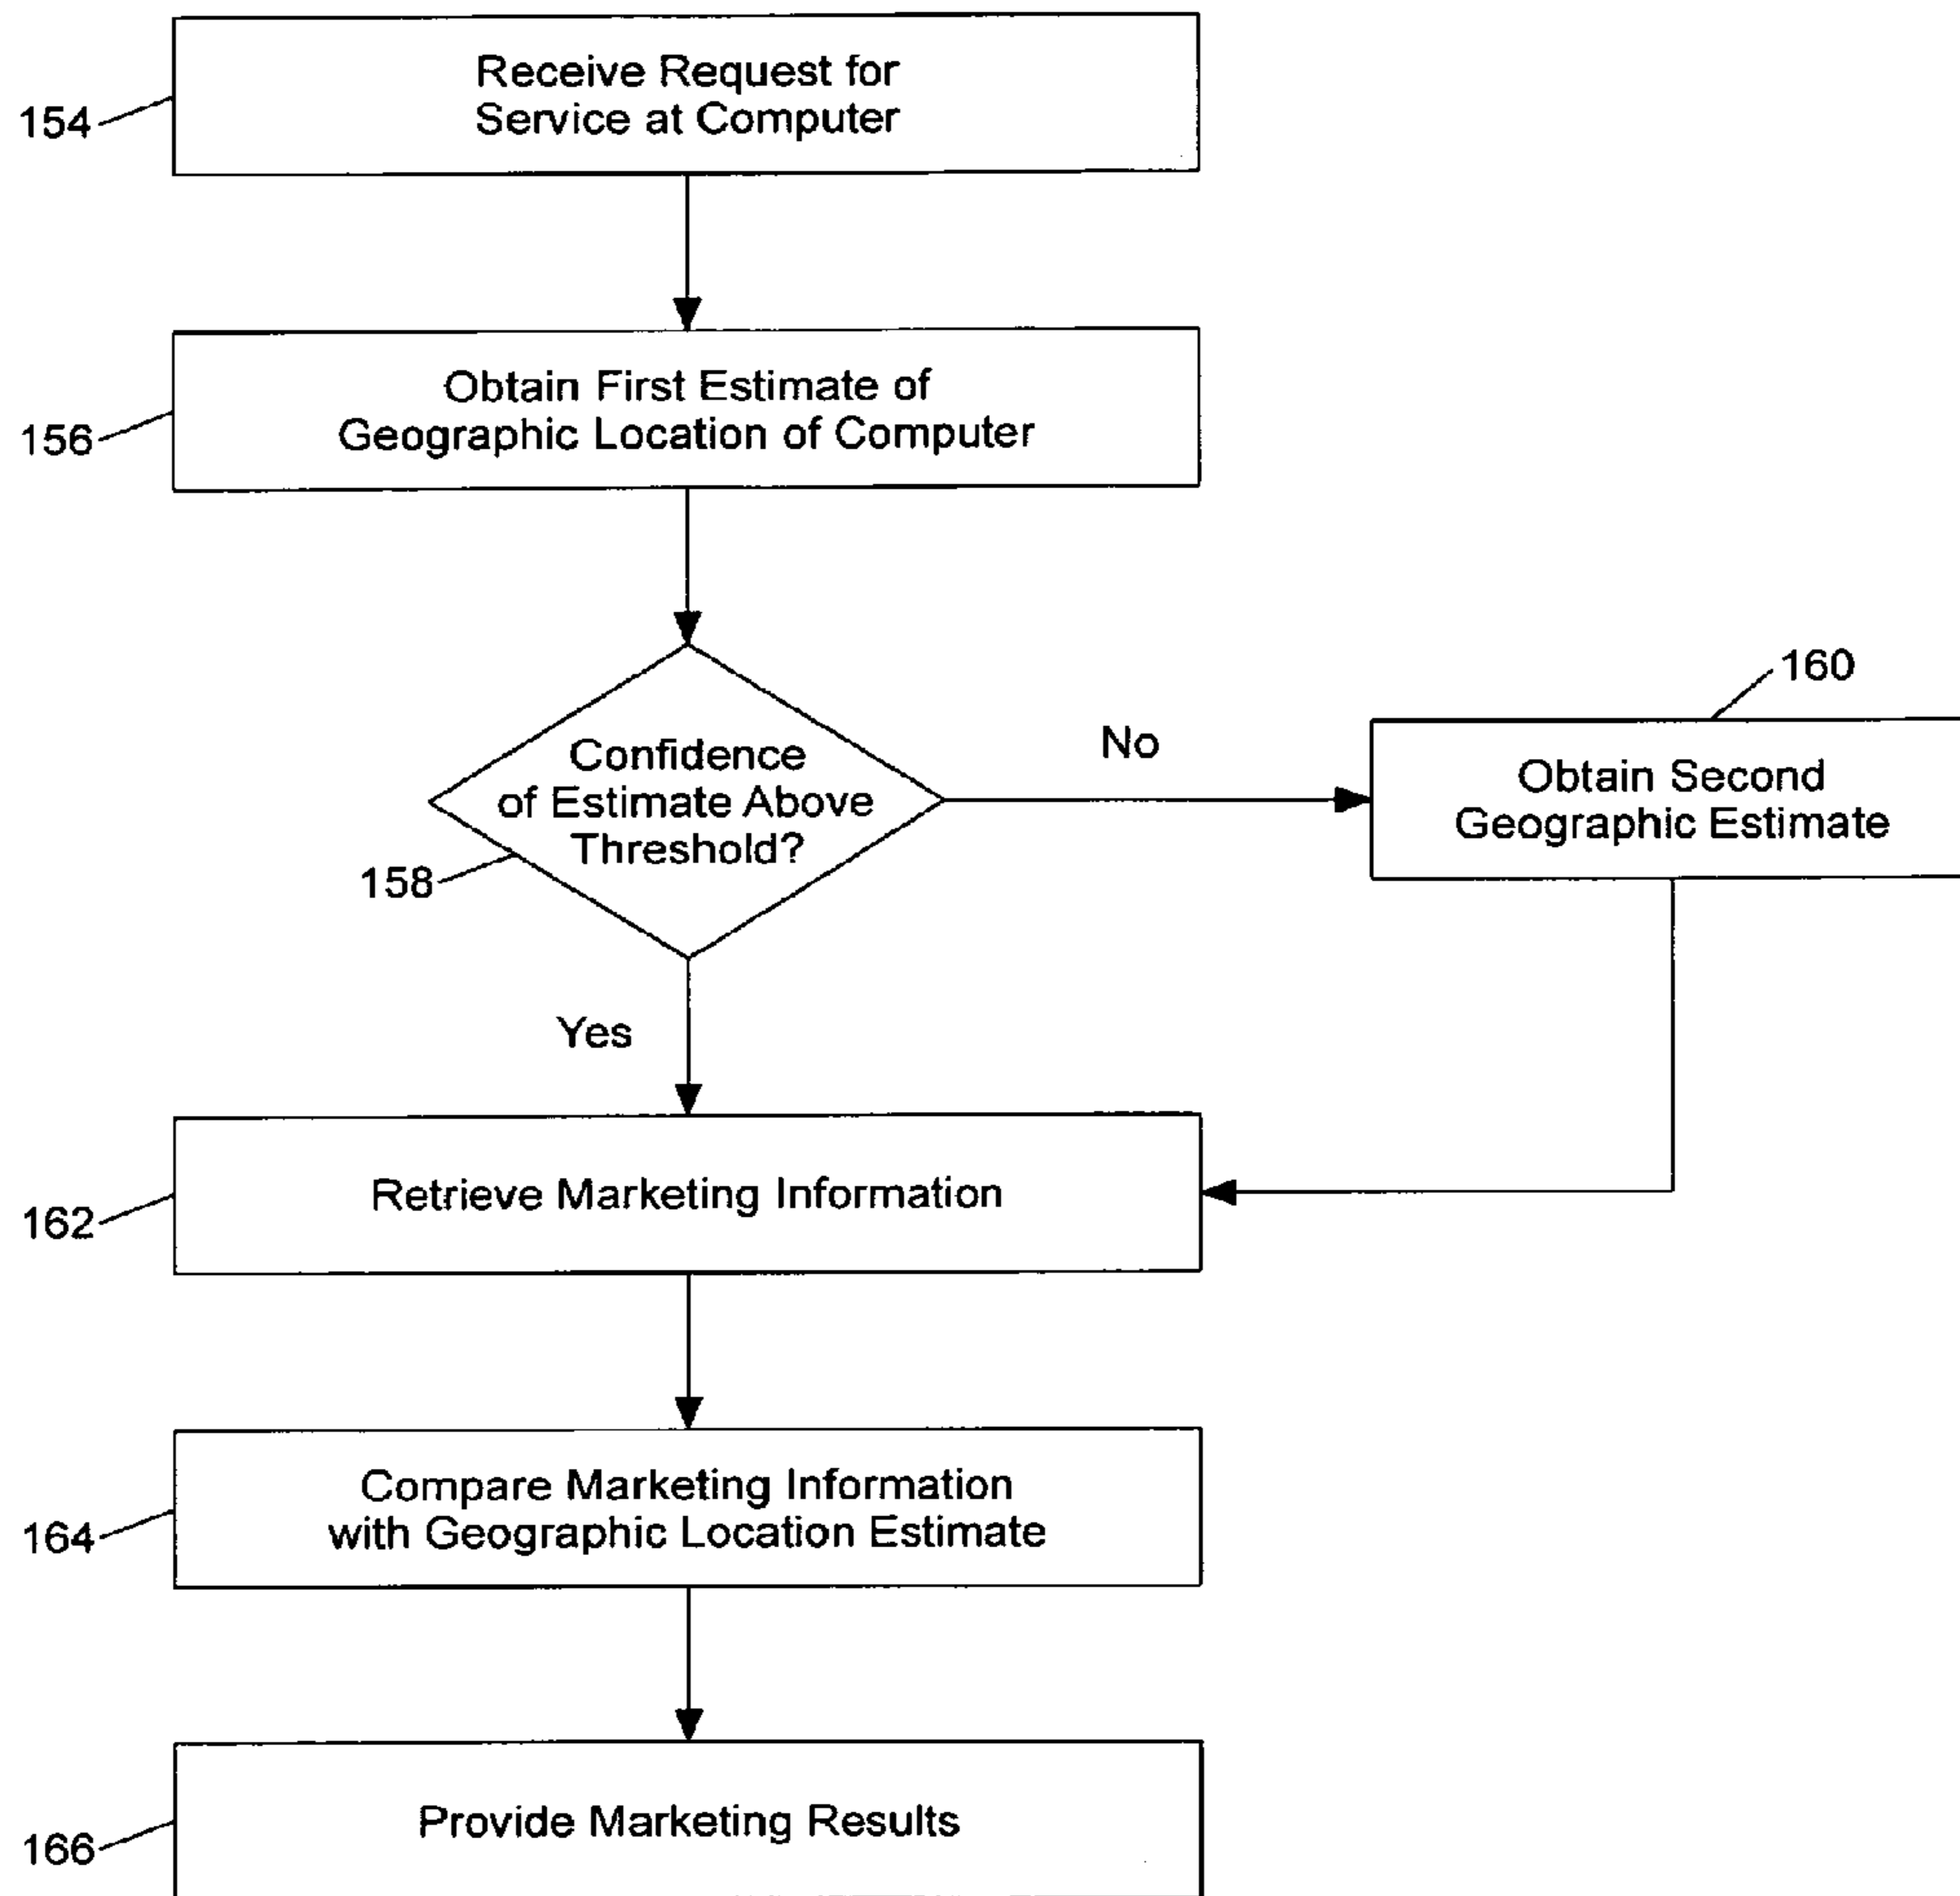 Receive Request for
Service at Computer
154
Obtain First Estimate of
Geographic Location of Computer
156
Confidence
of Estimate Above
Threshold?
158
No
160
Obtain Second
Geographic Estimate
Yes
Retrieve Marketing Information
162
Compare Marketing Information
with Geographic Location Estimate
164
Provide Marketing Results
166